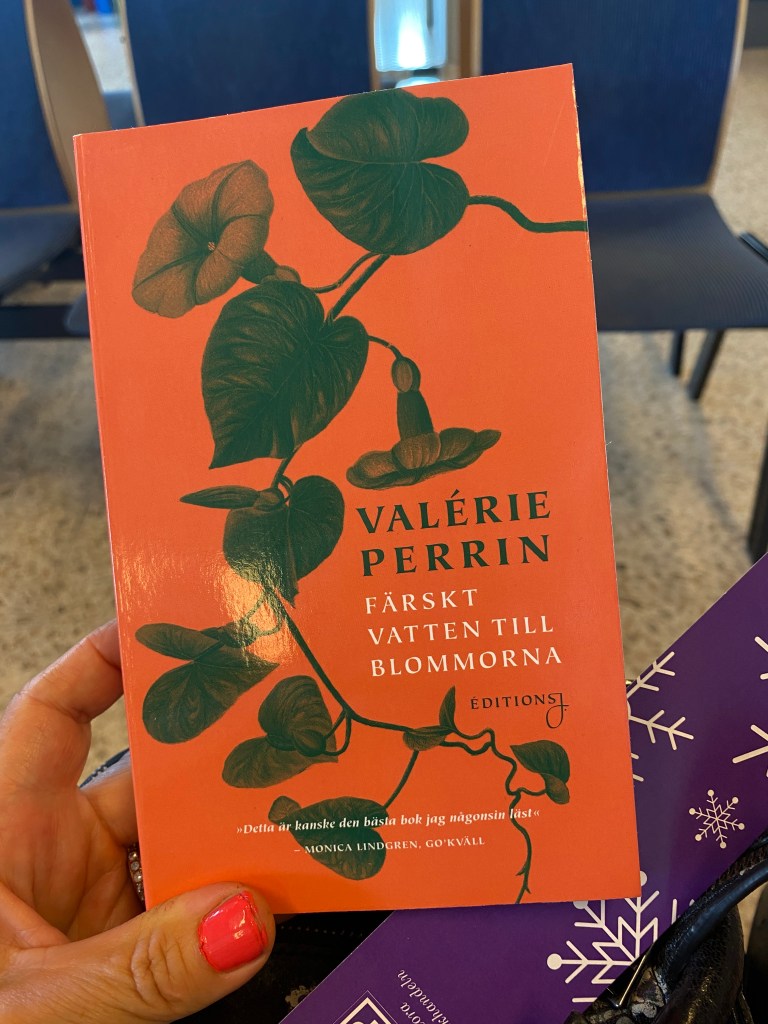 VALÉRIE
PERRIN
FÄRSKT
VATTEN TILL
BLOMMORNA
ÉDITIONS J.
»Detta är kanske den bästa bok jag någonsin läst«
– MONICA LINDGREN, GO'KVÄLL
khandeln